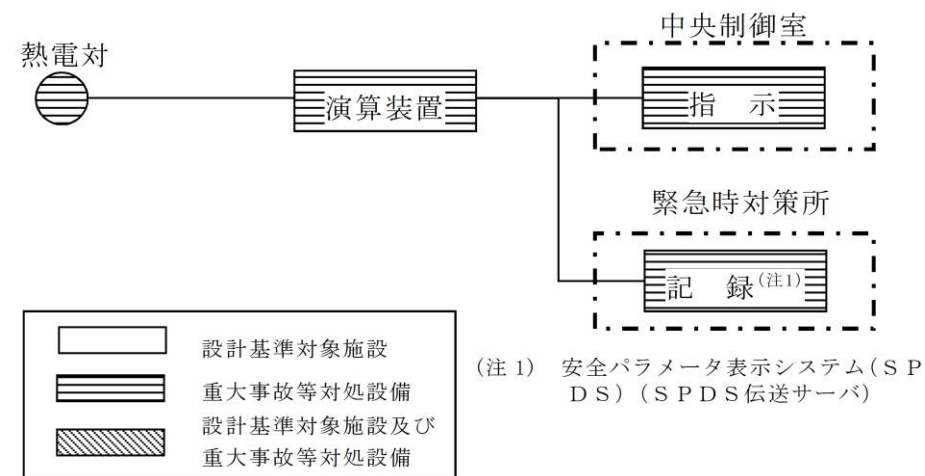 中央制御室
熱電対
演算装置
指 示
緊急時対策所
記 録(注1)
設計基準対象施設
重大事故等対処設備
設計基準対象施設及び
重大事故等対処設備
(注1) 安全パラメータ表示システム(SP
DS)(SPDS伝送サーバ)